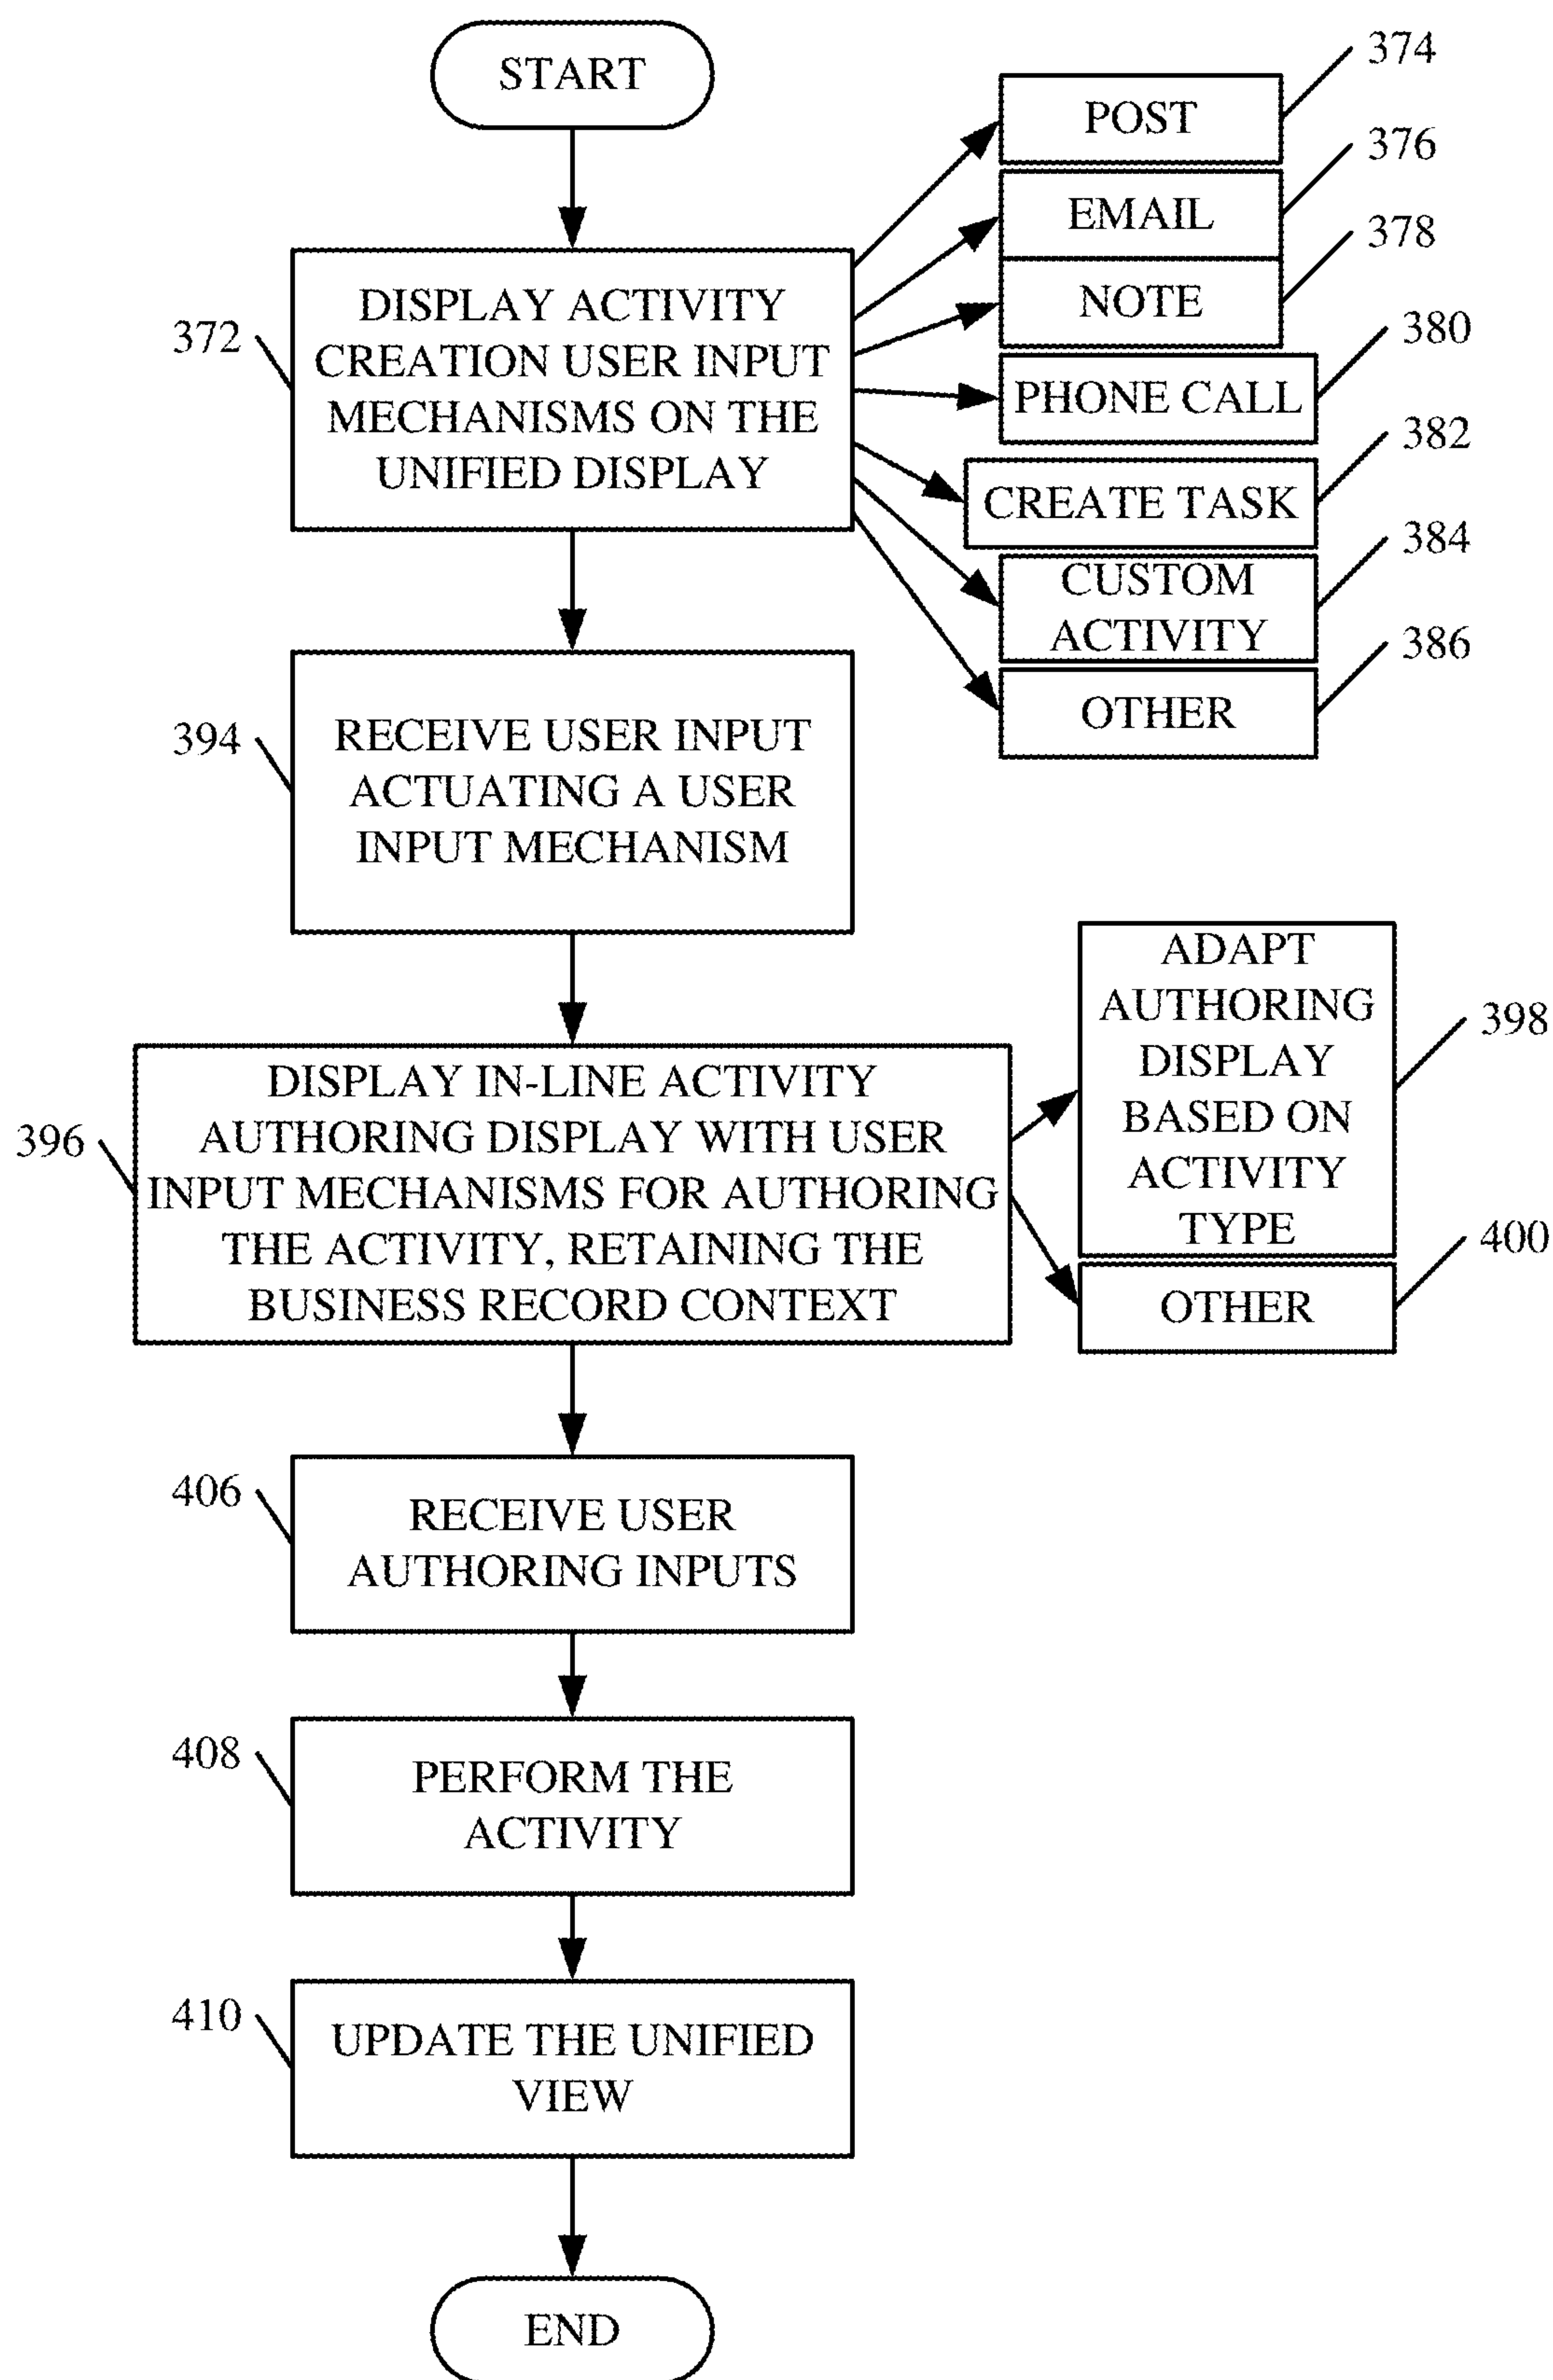 START
374
POST
376
EMAIL
378
NOTE
372
DISPLAY ACTIVITY
CREATION USER INPUT
MECHANISMS ON THE
UNIFIED DISPLAY
380
PHONE CALL
382
CREATE TASK
384
CUSTOM
ACTIVITY
386
OTHER
394
RECEIVE USER INPUT
ACTUATING A USER
INPUT MECHANISM
396
DISPLAY IN-LINE ACTIVITY
AUTHORING DISPLAY WITH USER
INPUT MECHANISMS FOR AUTHORING
THE ACTIVITY, RETAINING THE
BUSINESS RECORD CONTEXT
ADAPT
AUTHORING
DISPLAY
BASED ON
ACTIVITY
TYPE
398
400
OTHER
406
RECEIVE USER
AUTHORING INPUTS
408
PERFORM THE
ACTIVITY
410
UPDATE THE UNIFIED
VIEW
END